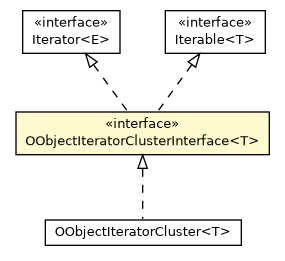 «interface»
Iterator<E>
«interface»
Iterable<T>
«interface»
OObjectIteratorClusterInterface<T>
OObjectIteratorCluster<T>